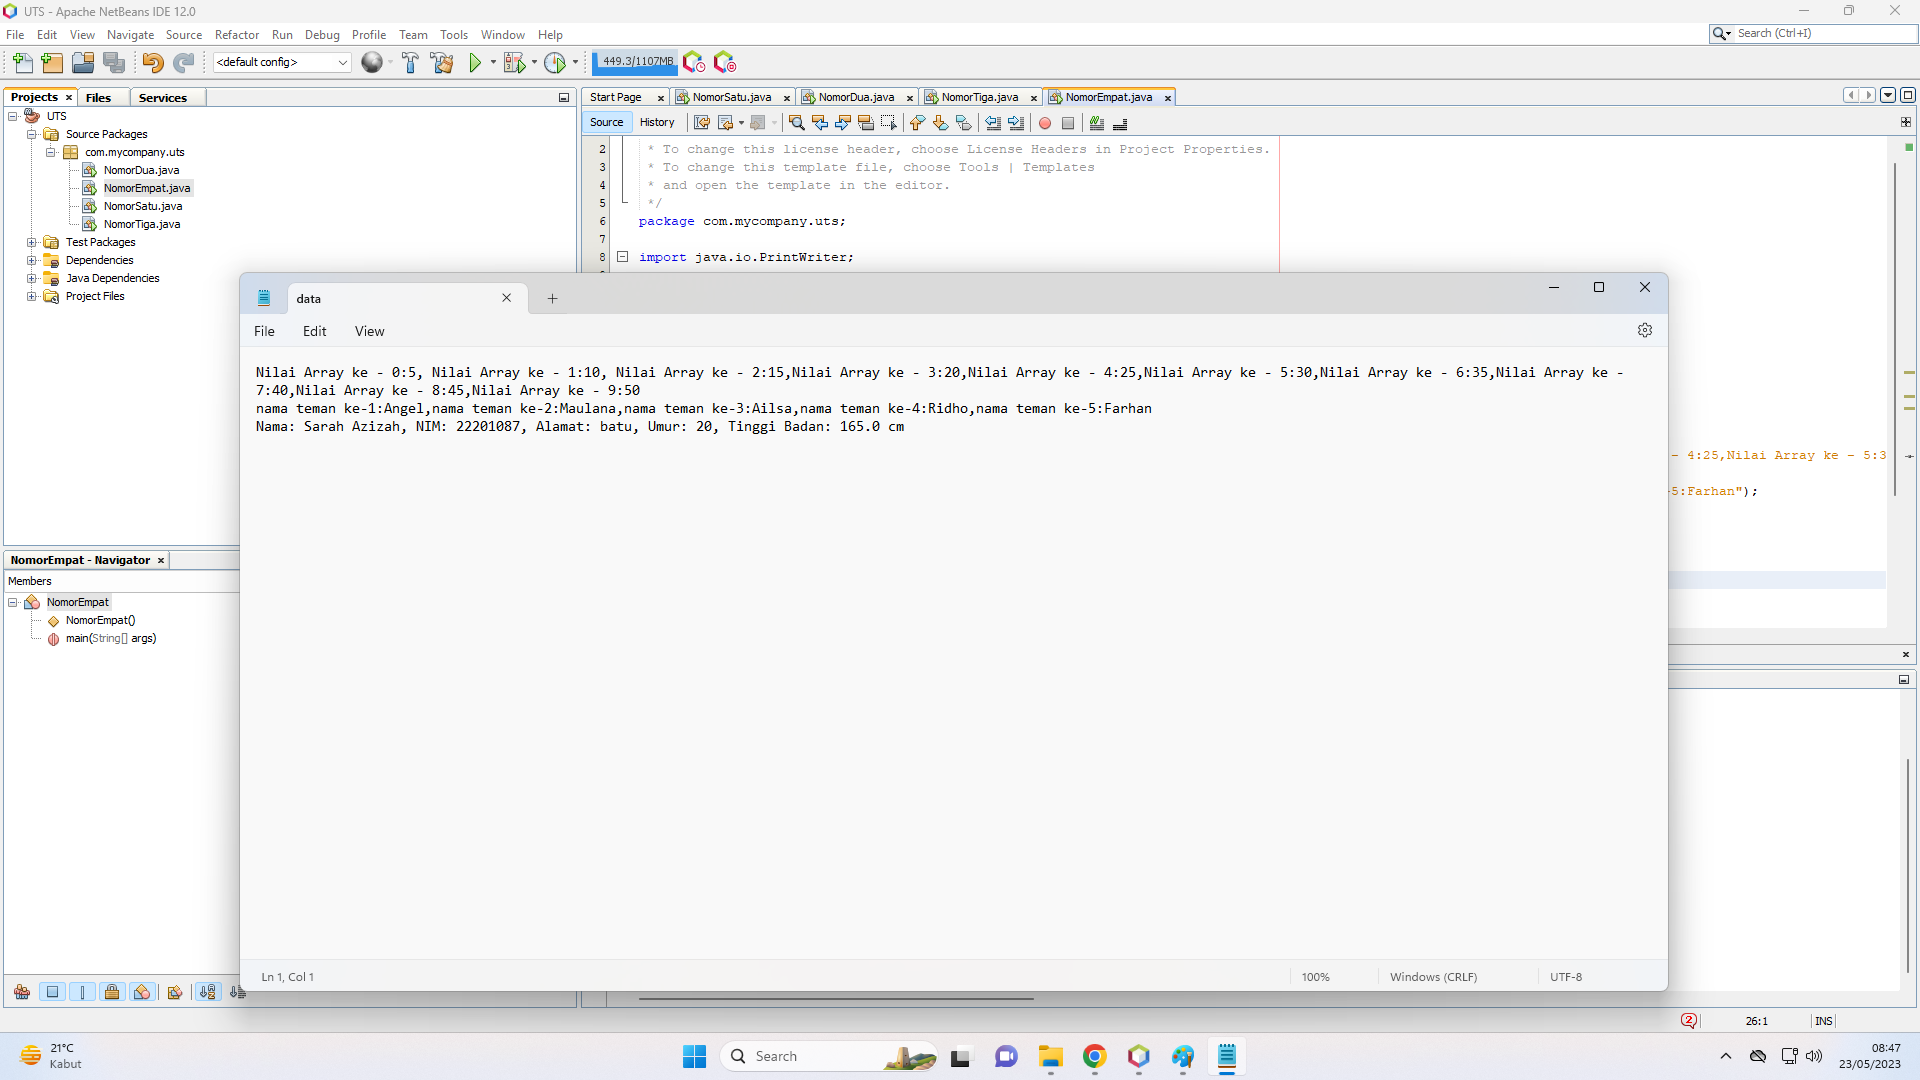 UTS - Apache NetBeans IDE 12.0
File Edit View Navigate Source Refactor Run Debug Profile Team Tools Window Help
Search (Ctrl+I)
<default config>
449.3/1107MB
Projects Files Services
Start Page NomorSatu.java NomorDua.java NomorTiga.java NomorEmpat.java
Source History
UTS
Source Packages
com.mycompany.uts
NomorDua.java
NomorEmpat.java
NomorSatu.java
NomorTiga.java
Test Packages
Dependencies
Java Dependencies
Project Files
2 * To change this license header, choose License Headers in Project Properties.
3 * To change this template file, choose Tools | Templates
4 * and open the template in the editor.
5 */
6 package com.mycompany.uts;
7
8 import java.io.PrintWriter;
data
File Edit View
Nilai Array ke - 0:5, Nilai Array ke - 1:10, Nilai Array ke - 2:15,Nilai Array ke - 3:20,Nilai Array ke - 4:25,Nilai Array ke - 5:30,Nilai Array ke - 6:35,Nilai Array ke -
7:40,Nilai Array ke - 8:45,Nilai Array ke - 9:50
nama teman ke-1:Angel,nama teman ke-2:Maulana,nama teman ke-3:Ailsa,nama teman ke-4:Ridho,nama teman ke-5:Farhan
Nama: Sarah Azizah, NIM: 22201087, Alamat: batu, Umur: 20, Tinggi Badan: 165.0 cm
- 4:25,Nilai Array ke - 5:3
5:Farhan");
Ln 1, Col 1
100%
Windows (CRLF)
UTF-8
NomorEmpat - Navigator
Members
NomorEmpat
NomorEmpat()
main(String[] args)
2
26:1
INS
21°C
Kabut
Search
08:47
23/05/2023